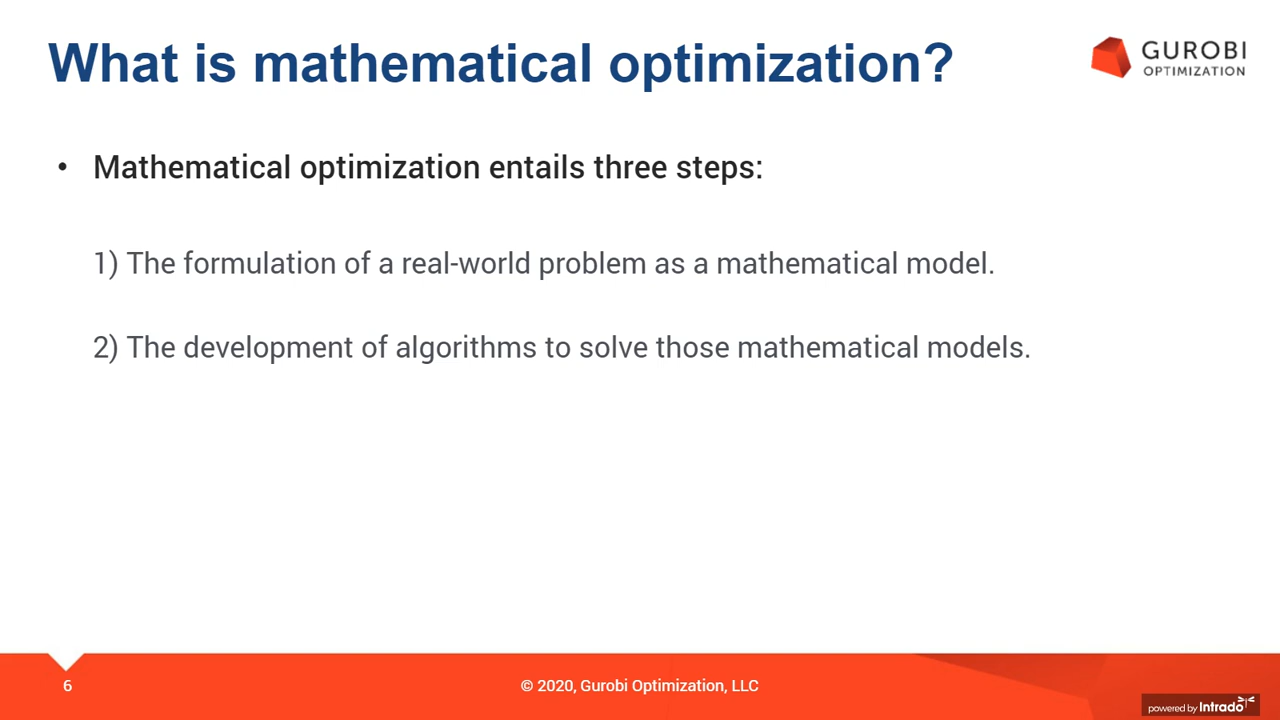 What is mathematical optimization?
GUROBI
OPTIMIZATION
• Mathematical optimization entails three steps:
1) The formulation of a real-world problem as a mathematical model.
2) The development of algorithms to solve those mathematical models.
6
© 2020, Gurobi Optimization, LLC
powered by Intrado